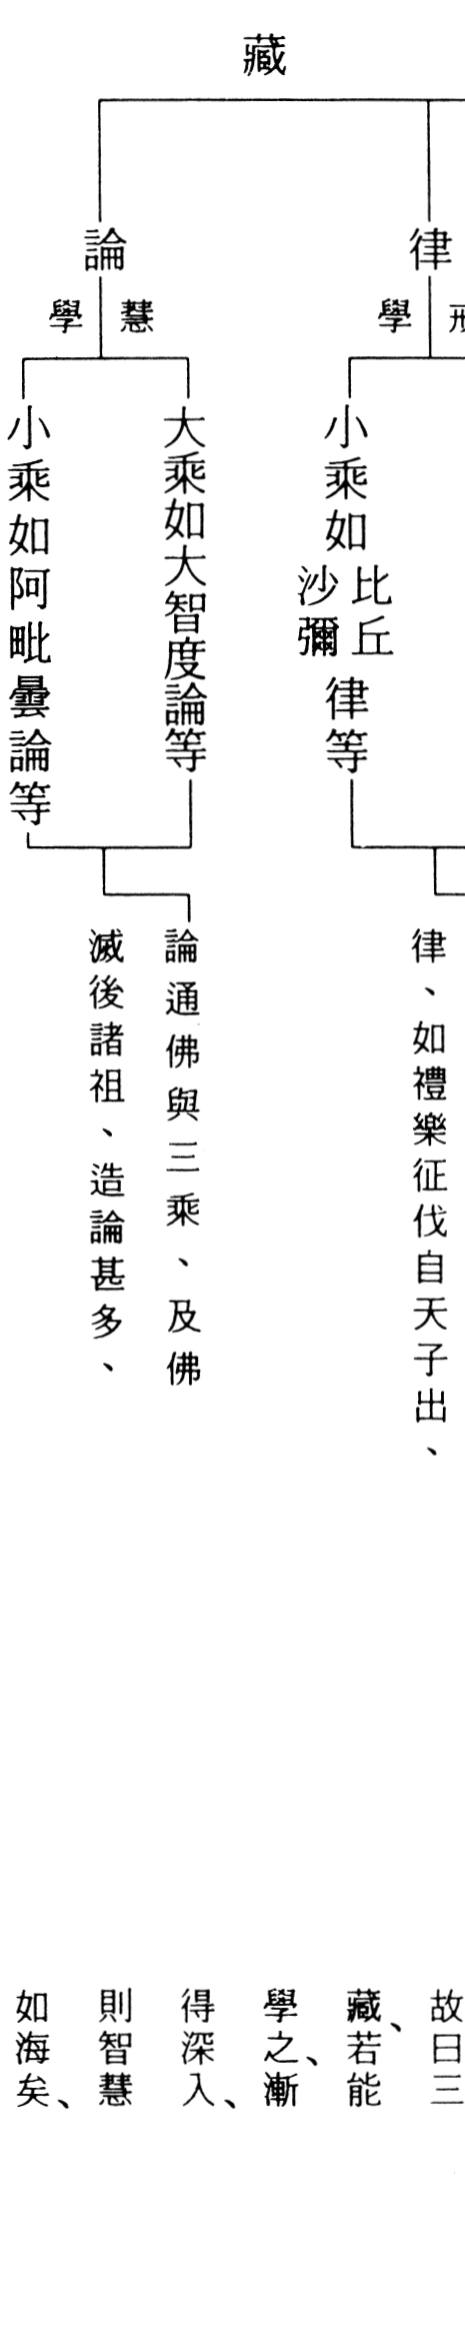 藏
律
戒學
小乘如比丘沙彌律等
律、如禮樂征伐自天子出、
論
慧學
大乘如大智度論等
小乘如阿毗曇論等
論通佛與三乘、及佛
滅後諸祖、造論甚多、
故曰三
藏、若能
學之、漸
得深入、
則智慧
如海矣、